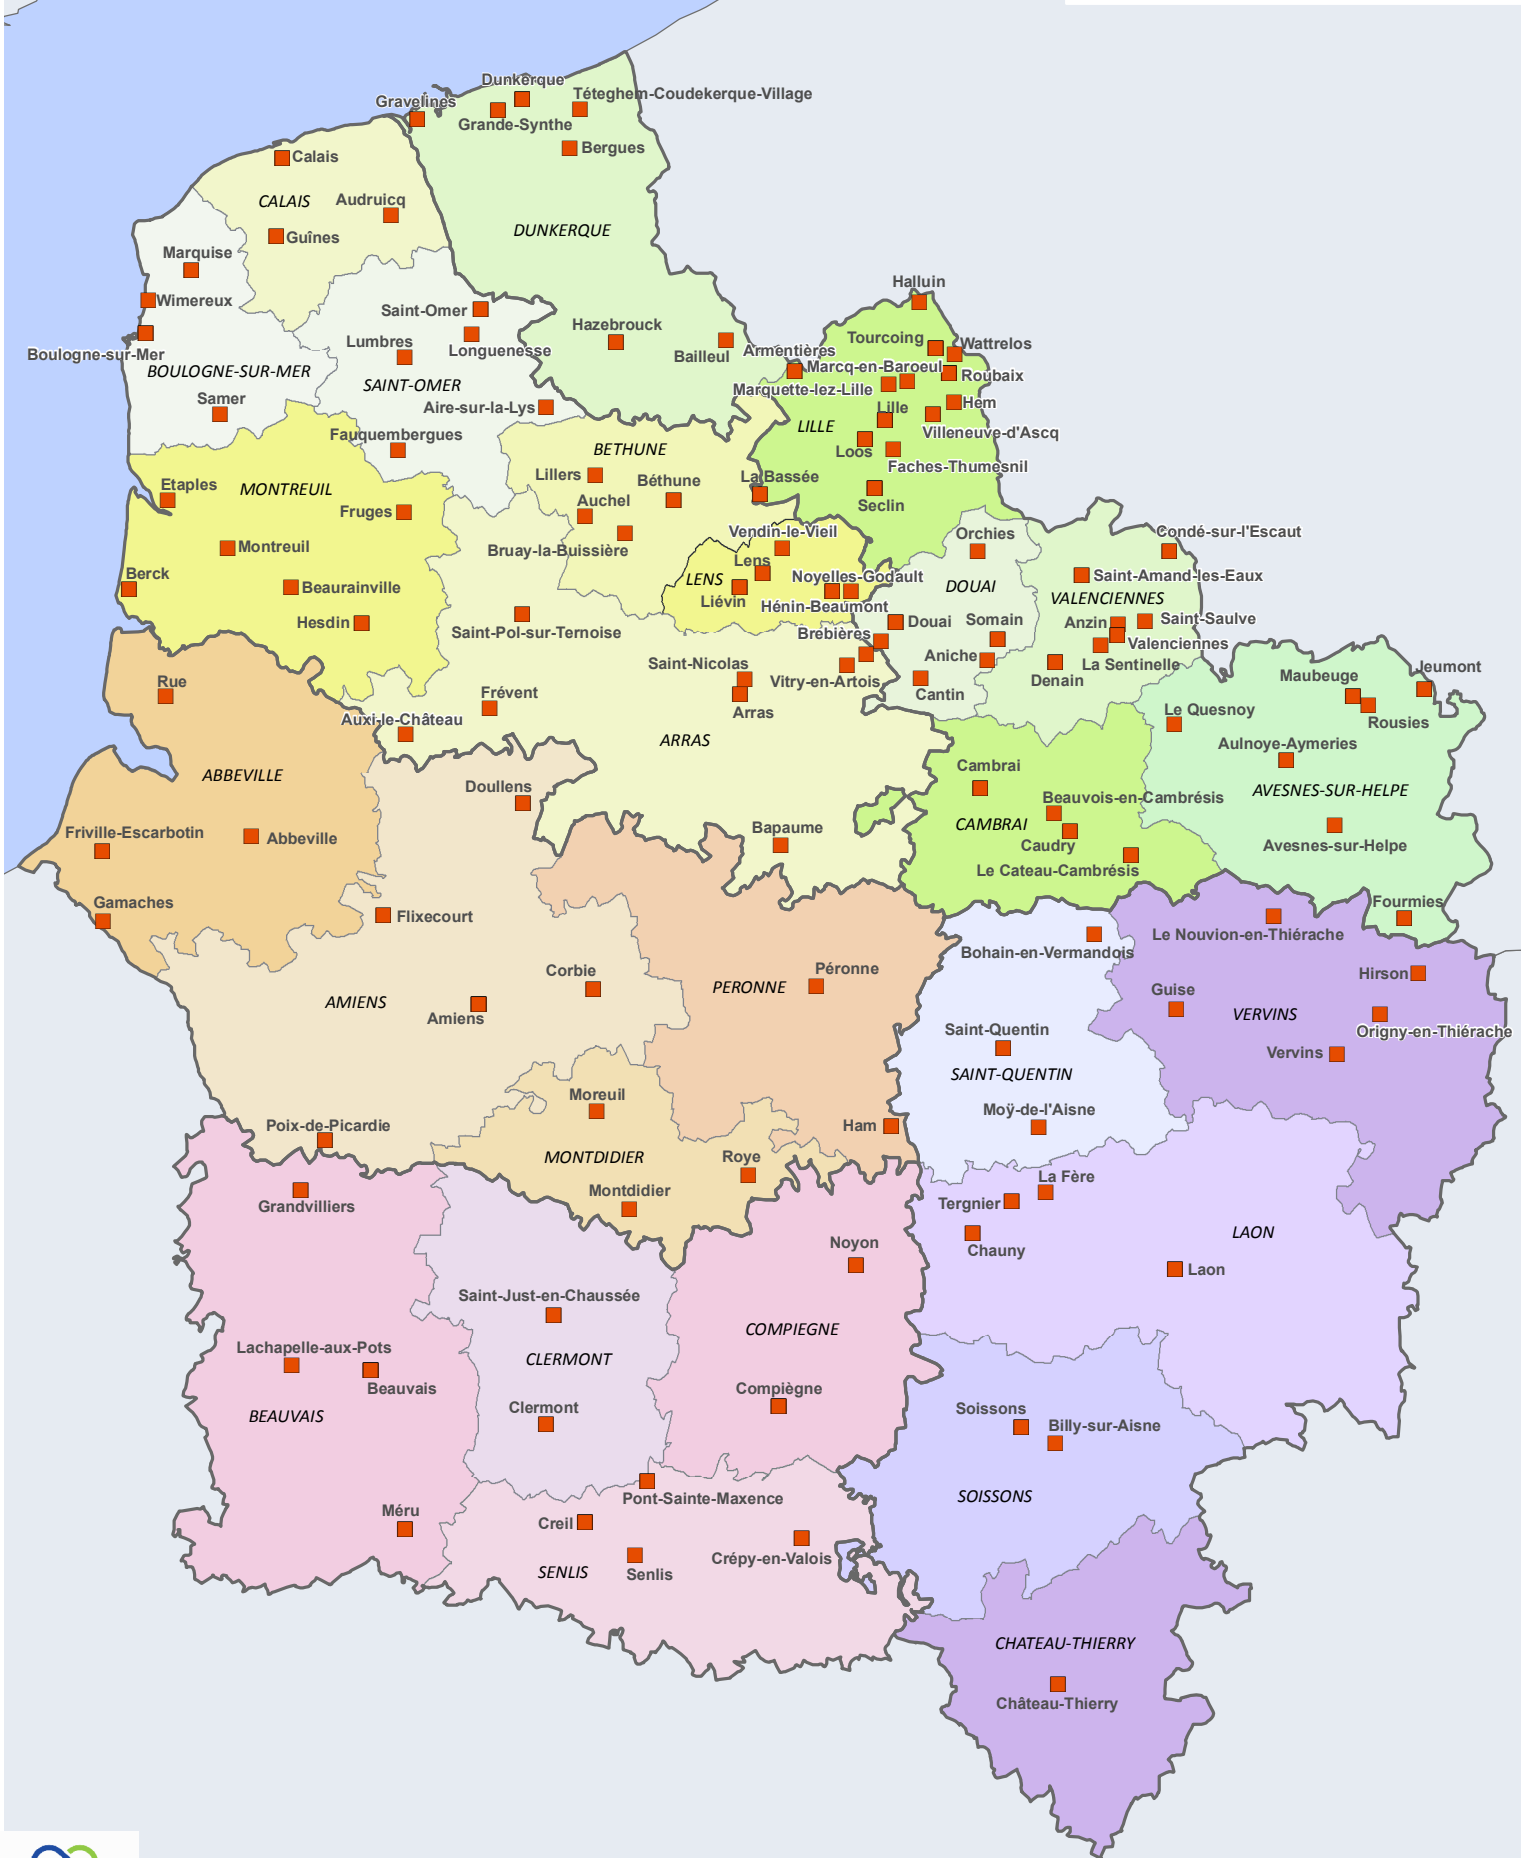 Dunkerque
Gravelines
Téteghem-Coudekerque-Village
Grande-Synthe
Bergues
Calais
CALAIS
Audruicq
Guînes
DUNKERQUE
Marquise
Wimereux
Halluin
Saint-Omer
Hazebrouck
Lumbres
Longuenesse
Bailleul
Armentières
Tourcoing
Wattrelos
Boulogne-sur-Mer
BOULOGNE-SUR-MER
SAINT-OMER
Marcq-en-Baroeul
Roubaix
Marquette-lez-Lille
Samer
Aire-sur-la-Lys
Lille
Hem
LILLE
Villeneuve-d'Ascq
Fauquembergues
BETHUNE
Loos
Faches-Thumesnil
Lillers
Béthune
La Bassée
Etaples
MONTREUIL
Auchel
Seclin
Fruges
Vendin-le-Vieil
Orchies
Condé-sur-l'Escaut
Montreuil
Bruay-la-Buissière
Lens
Berck
LENS
Noyelles-Godault
Saint-Amand-les-Eaux
Beaurainville
DOUAI
Liévin
VALENCIENNES
Hénin-Beaumont
Hesdin
Saint-Pol-sur-Ternoise
Brebières
Douai
Somain
Anzin
Saint-Saulve
Valenciennes
Saint-Nicolas
Aniche
La Sentinelle
Vitry-en-Artois
Denain
Rue
Cantin
Maubeuge
Jeumont
Frévent
Auxi-le-Château
Arras
Le Quesnoy
Rousies
ARRAS
Aulnoye-Aymeries
ABBEVILLE
Doullens
Cambrai
AVESNES-SUR-HELPE
Beauvois-en-Cambrésis
Friville-Escarbotin
Abbeville
Bapaume
CAMBRAI
Caudry
Avesnes-sur-Helpe
Le Cateau-Cambrésis
Gamaches
Flixecourt
Fourmies
Le Nouvion-en-Thiérache
Bohain-en-Vermandois
Corbie
Péronne
Hirson
AMIENS
PERONNE
Guise
Amiens
VERVINS
Saint-Quentin
Origny-en-Thiérache
Vervins
SAINT-QUENTIN
Moreuil
Moÿ-de-l'Aisne
Poix-de-Picardie
Ham
MONTDIDIER
Roye
La Fère
Grandvilliers
Montdidier
Tergnier
LAON
Noyon
Chauny
Laon
Saint-Just-en-Chaussée
COMPIEGNE
Lachapelle-aux-Pots
CLERMONT
Beauvais
Compiègne
BEAUVAIS
Clermont
Soissons
Billy-sur-Aisne
Pont-Sainte-Maxence
SOISSONS
Méru
Creil
Crépy-en-Valois
SENLIS
Senlis
CHATEAU-THIERRY
Château-Thierry